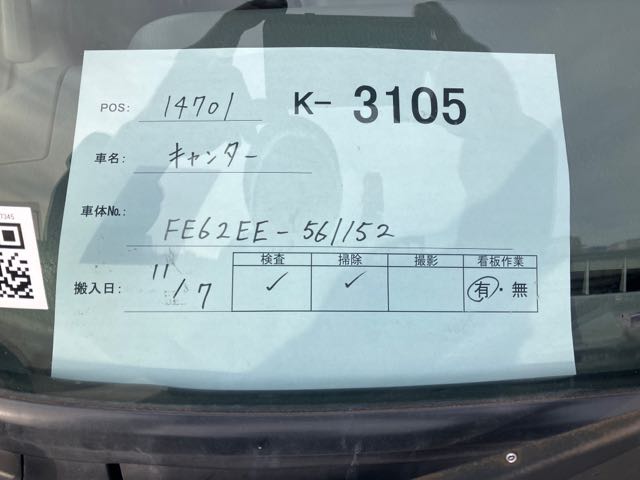 POS: 14701 K- 3105
車名: キャンター
車体No.: FE62EE-561152
検査 掃除 撮影 看板作業
搬入日: 11/7 ✓ ✓ 有・無
7345